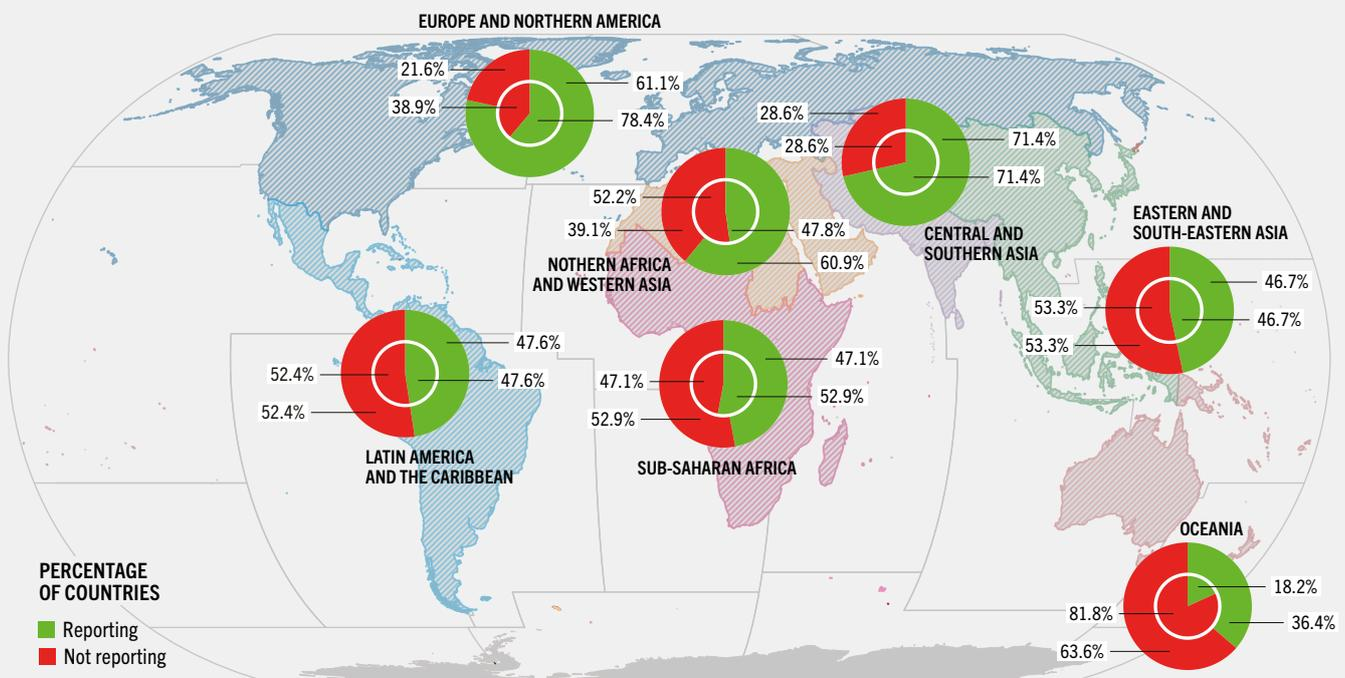 EUROPE AND NORTHERN AMERICA
21.6%
61.1%
38.9%
78.4%
28.6%
71.4%
28.6%
71.4%
CENTRAL AND
SOUTHERN ASIA
52.2%
39.1%
47.8%
60.9%
NOTHERN AFRICA
AND WESTERN ASIA
EASTERN AND
SOUTH-EASTERN ASIA
46.7%
53.3%
46.7%
53.3%
47.6%
52.4%
47.6%
52.4%
LATIN AMERICA
AND THE CARIBBEAN
47.1%
47.1%
52.9%
52.9%
SUB-SAHARAN AFRICA
OCEANIA
18.2%
81.8%
36.4%
63.6%
PERCENTAGE
OF COUNTRIES
Reporting
Not reporting